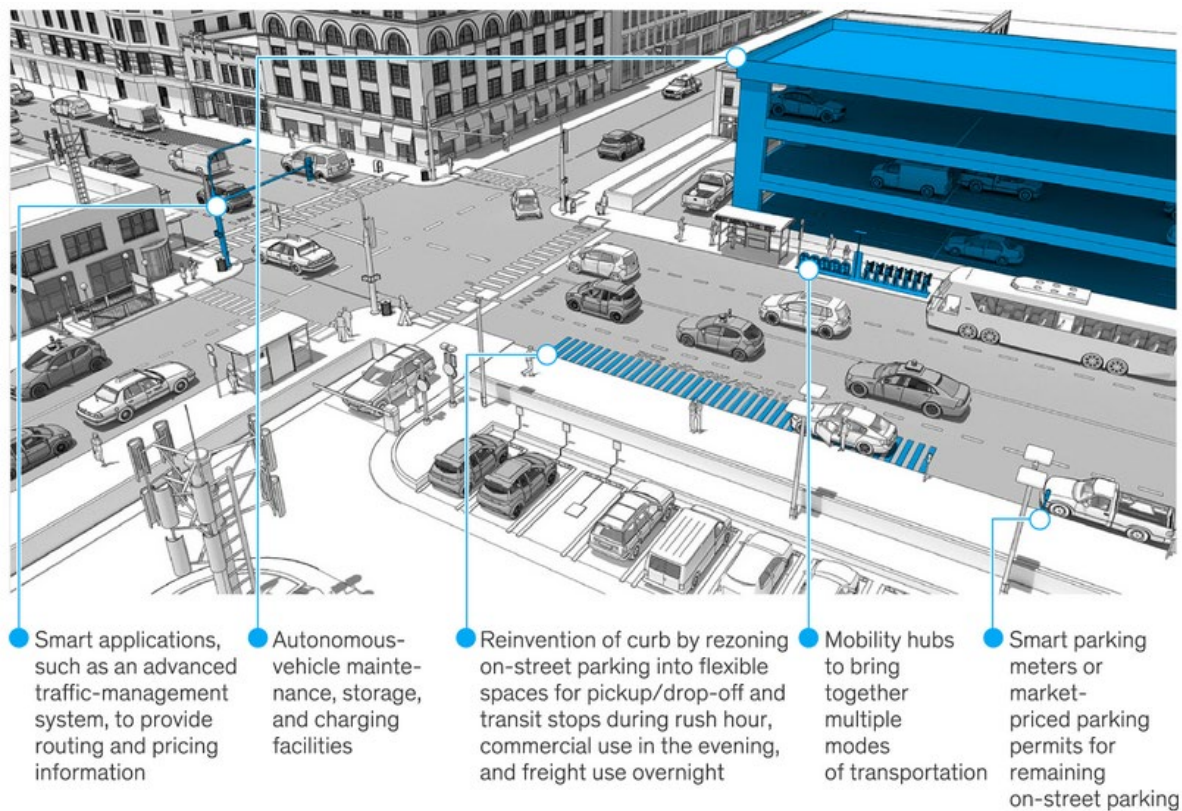 AV ONLY
Smart applications,
such as an advanced
traffic-management
system, to provide
routing and pricing
information
Autonomous-
vehicle mainte-
nance, storage,
and charging
facilities
Reinvention of curb by rezoning
on-street parking into flexible
spaces for pickup/drop-off and
transit stops during rush hour,
commercial use in the evening,
and freight use overnight
Mobility hubs
to bring
together
multiple
modes
of transportation
Smart parking
meters or
market-
priced parking
permits for
remaining
on-street parking